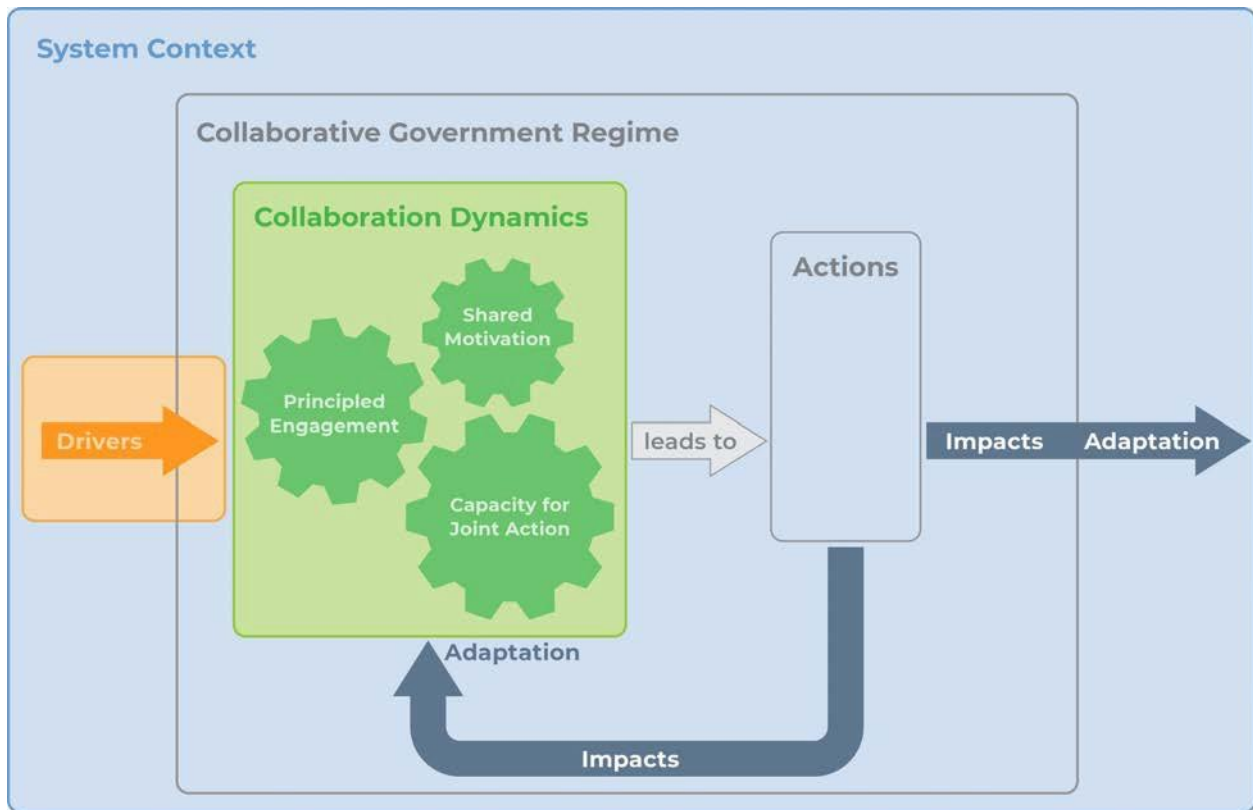 System Context
Collaborative Government Regime
Collaboration Dynamics
Shared
Motivation
Principled
Engagement
Capacity for
Joint Action
Drivers
leads to
Actions
Impacts
Adaptation
Adaptation
Impacts